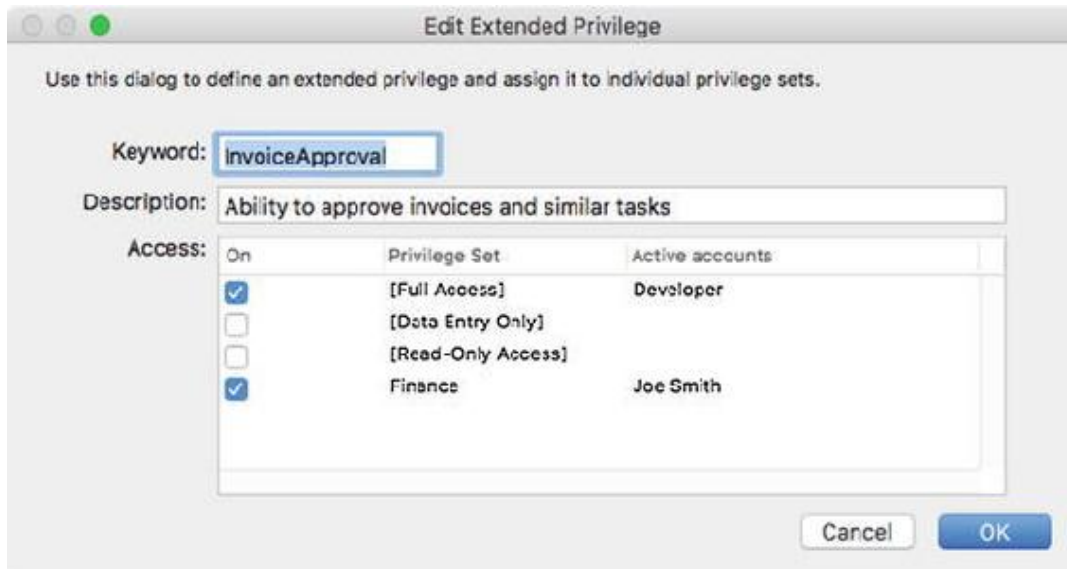 Edit Extended Privilege
Use this dialog to define an extended privilege and assign it to individual privilege sets.
Keyword: InvoiceApproval
Description: Ability to approve invoices and similar tasks
Access: On Privilege Set Active accounts
[Full Access] Developer
[Data Entry Only]
[Read-Only Access]
Finance Joe Smith
Cancel OK